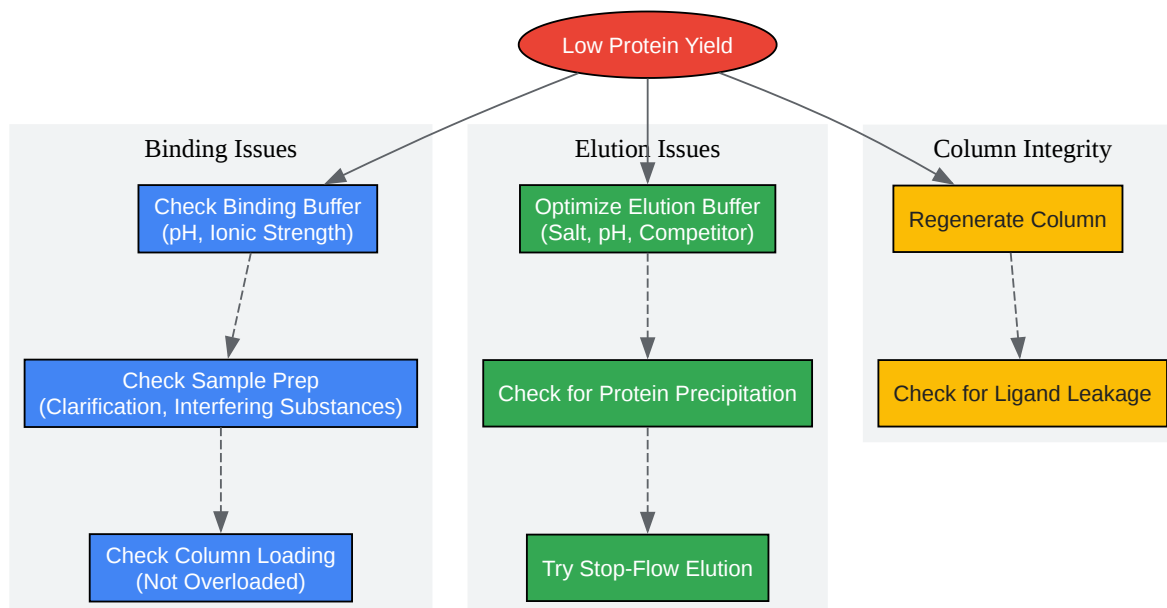 Low Protein Yield
Binding Issues
Check Binding Buffer
(pH, Ionic Strength)
Check Sample Prep
(Clarification, Interfering Substances)
Check Column Loading
(Not Overloaded)
Elution Issues
Optimize Elution Buffer
(Salt, pH, Competitor)
Check for Protein Precipitation
Try Stop-Flow Elution
Column Integrity
Regenerate Column
Check for Ligand Leakage